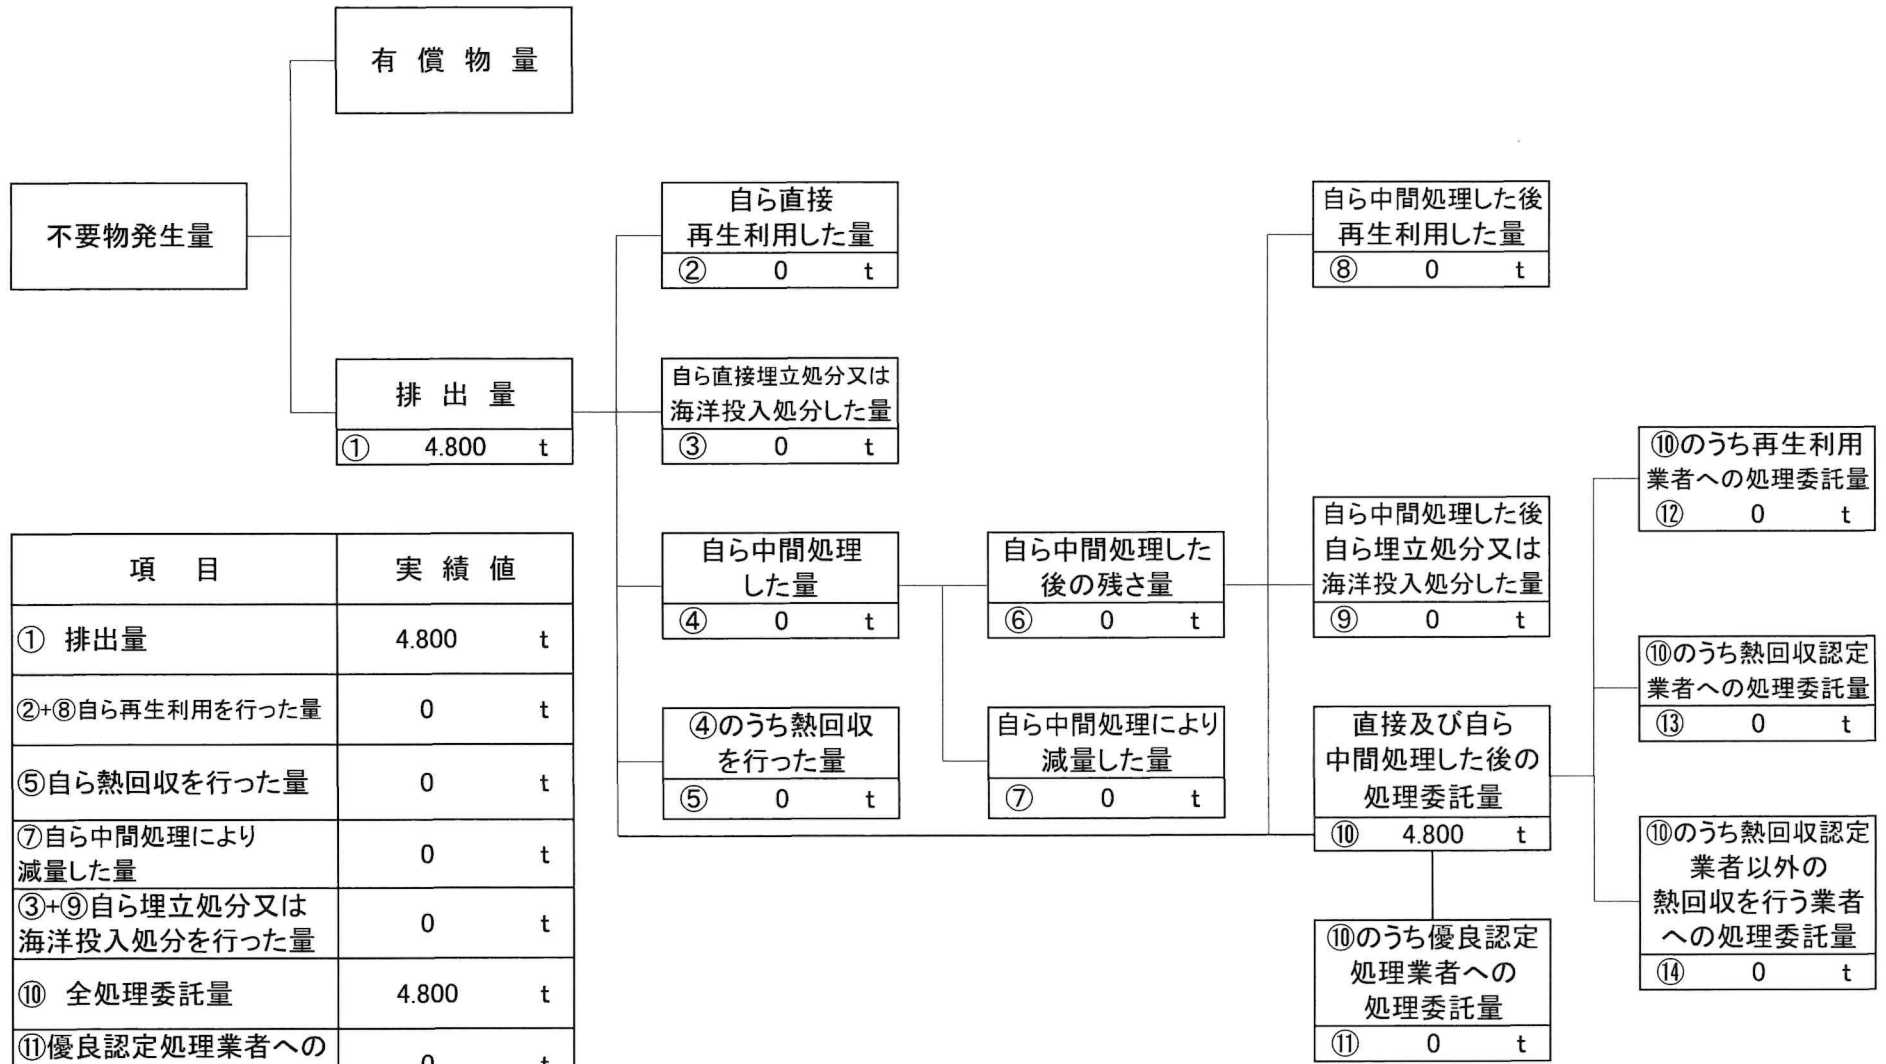 有 償 物 量
不要物発生量
排 出 量
① 4.800 t
自ら直接
再生利用した量
② 0 t
自ら直接埋立処分又は
海洋投入処分した量
③ 0 t
自ら中間処理
した量
④ 0 t
④のうち熱回収
を行った量
⑤ 0 t
自ら中間処理した
後の残さ量
⑥ 0 t
自ら中間処理により
減量した量
⑦ 0 t
自ら中間処理した後
再生利用した量
⑧ 0 t
自ら中間処理した後
自ら埋立処分又は
海洋投入処分した量
⑨ 0 t
直接及び自ら
中間処理した後の
処理委託量
⑩ 4.800 t
⑩のうち優良認定
処理業者への
処理委託量
⑪ 0 t
⑩のうち再生利用
業者への処理委託量
⑫ 0 t
⑩のうち熱回収認定
業者への処理委託量
⑬ 0 t
⑩のうち熱回収認定
業者以外の
熱回収を行う業者
への処理委託量
⑭ 0 t
項 目 実 績 値
① 排出量 4.800 t
②+⑧自ら再生利用を行った量 0 t
⑤自ら熱回収を行った量 0 t
⑦自ら中間処理により
減量した量 0 t
③+⑨自ら埋立処分又は
海洋投入処分を行った量 0 t
⑩ 全処理委託量 4.800 t
⑪優良認定処理業者への
0 t